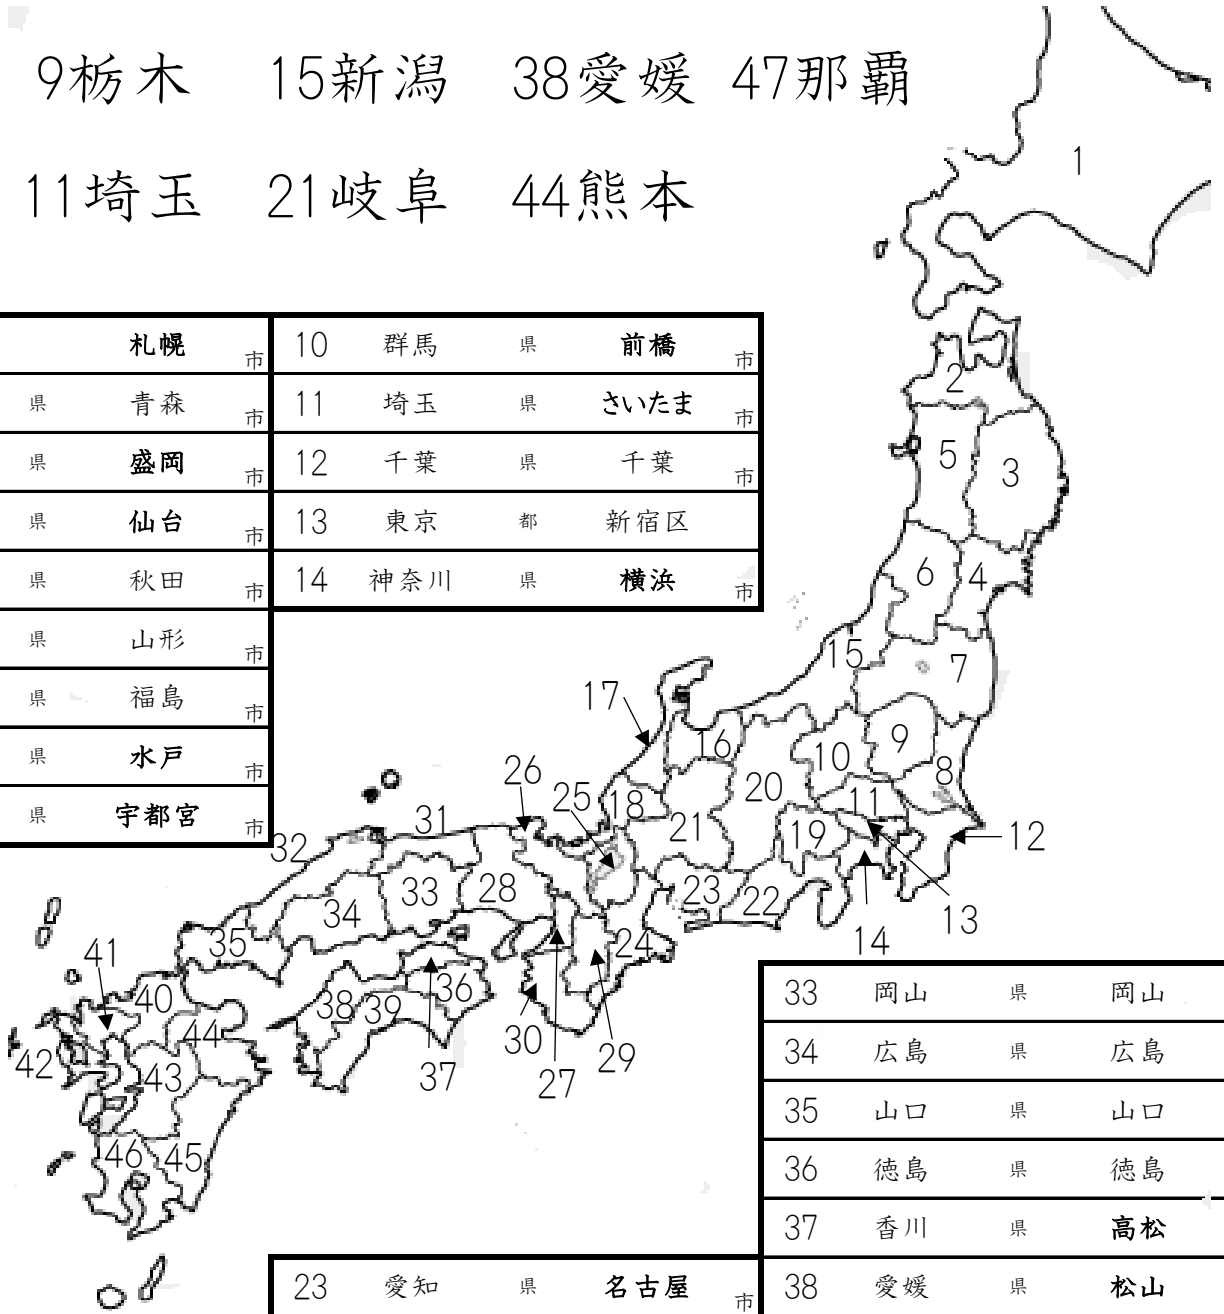 9栃木 15新潟 38愛媛 47那覇
11埼玉 21岐阜 44熊本
札幌 市
県 青森 市
県 盛岡 市
県 仙台 市
県 秋田 市
県 山形 市
県 福島 市
県 水戸 市
県 宇都宮 市
10 群馬 県 前橋 市
11 埼玉 県 さいたま 市
12 千葉 県 千葉 市
13 東京 都 新宿区
14 神奈川 県 横浜 市
1
2
5
3
6
4
15
7
17
16
9
10
8
26
25
18
20
11
31
21
19
12
32
33
28
23
22
34
13
35
24
14
41
40
38
39
36
44
30
29
42
43
37
27
46
45
33 岡山 県 岡山
34 広島 県 広島
35 山口 県 山口
36 徳島 県 徳島
37 香川 県 高松
38 愛媛 県 松山
23 愛知 県 名古屋 市